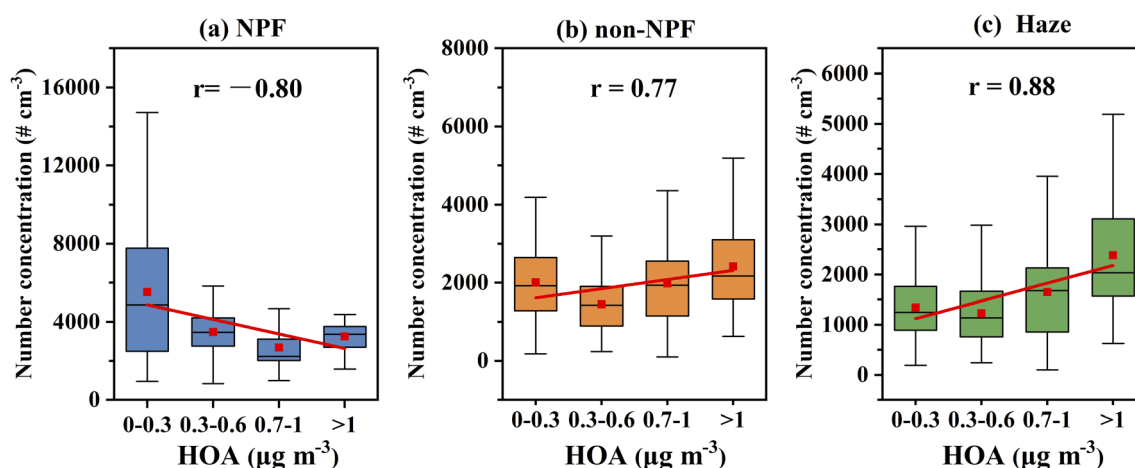 (a) NPF
r= −0.80
Number concentration (# cm-3)
16000
12000
8000
4000
0
0-0.3 0.3-0.6 0.7-1 >1
HOA (μg m-3)
(b) non-NPF
r = 0.77
Number concentration (# cm-3)
8000
6000
4000
2000
0
0-0.3 0.3-0.6 0.7-1 >1
HOA (μg m-3)
(c) Haze
r = 0.88
Number concentration (# cm-3)
6000
5000
4000
3000
2000
1000
0
0-0.3 0.3-0.6 0.7-1 >1
HOA (μg m-3)